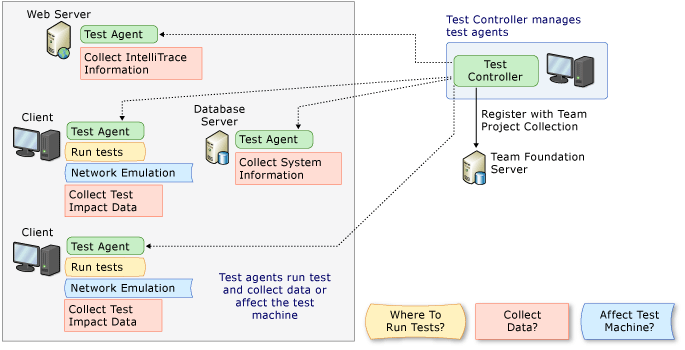 Web Server
Test Agent
Collect IntelliTrace
Information
Test Controller manages
test agents
Test
Controller
Register with Team
Project Collection
Team Foundation
Server
Client
Test Agent
Run tests
Network Emulation
Collect Test
Impact Data
Database
Server
Test Agent
Collect System
Information
Client
Test Agent
Run tests
Network Emulation
Collect Test
Impact Data
Test agents run test
and collect data or
affect the test
machine
Where To
Run Tests?
Collect
Data?
Affect Test
Machine?